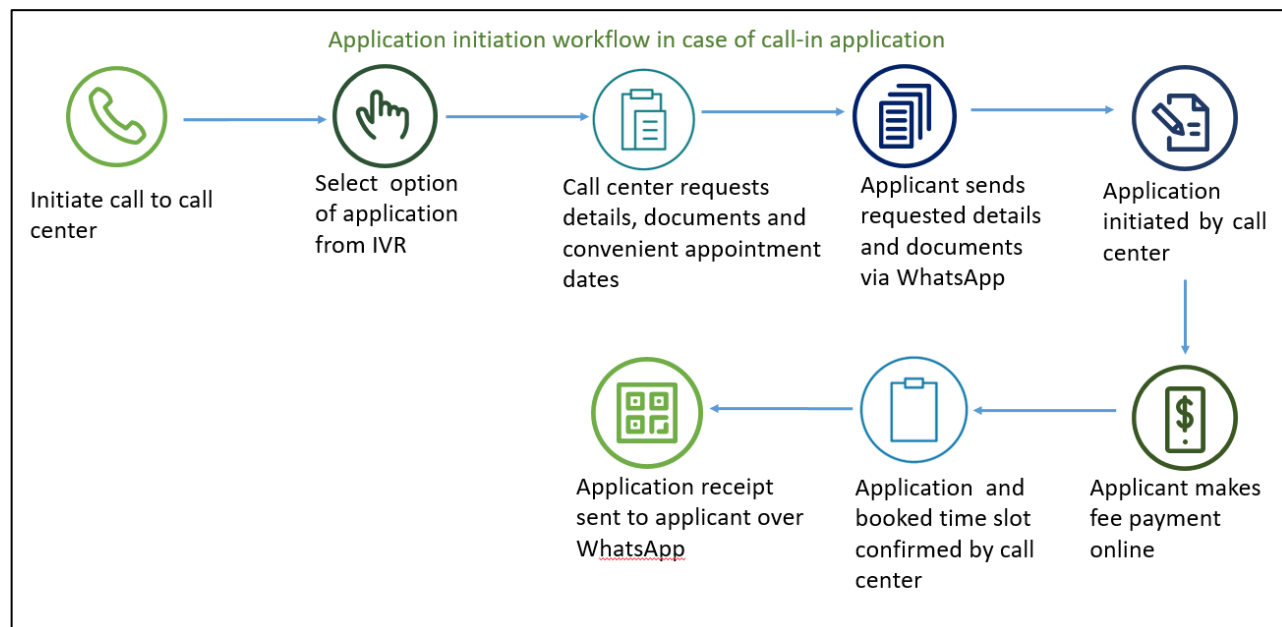 Application initiation workflow in case of call-in application
Initiate call to call
center
Select option
of application
from IVR
Call center requests
details, documents and
convenient appointment
dates
Applicant sends
requested details
and documents
via WhatsApp
Application
initiated by call
center
Application receipt
sent to applicant over
WhatsApp
Application and
booked time slot
confirmed by call
center
Applicant makes
fee payment
online